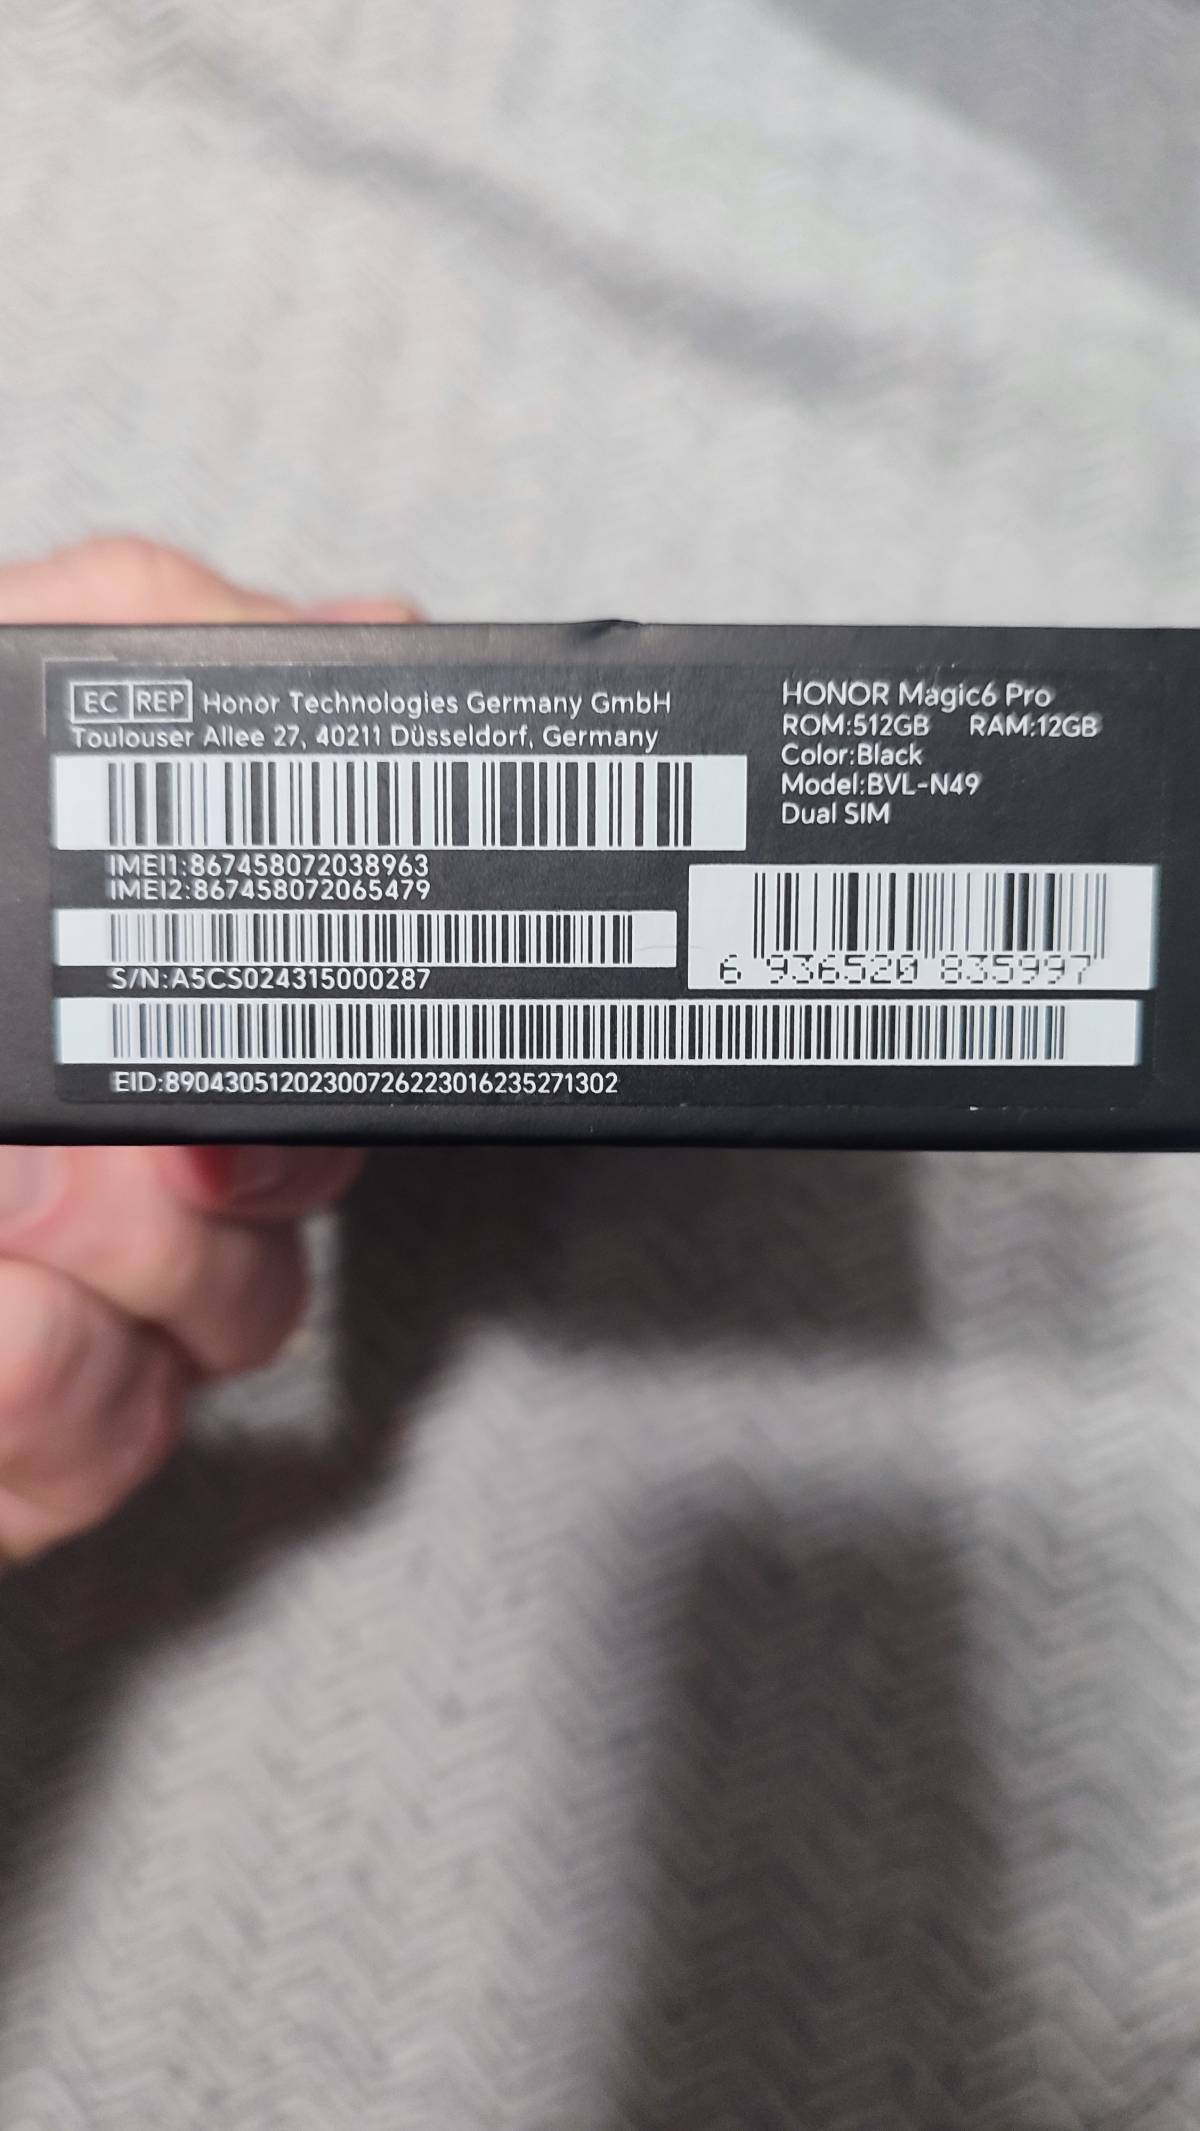 EC REP Honor Technologies Germany GmbH
Toulouser Allee 27, 40211 Düsseldorf, Germany
IMEI1:867458072038963
IMEI2:867458072065479
S/N:A5CS024315000287
EID:89043051202300726223016235271302
HONOR Magic6 Pro
ROM:512GB RAM:12GB
Color:Black
Model:BVL-N49
Dual SIM
6 936520 835997